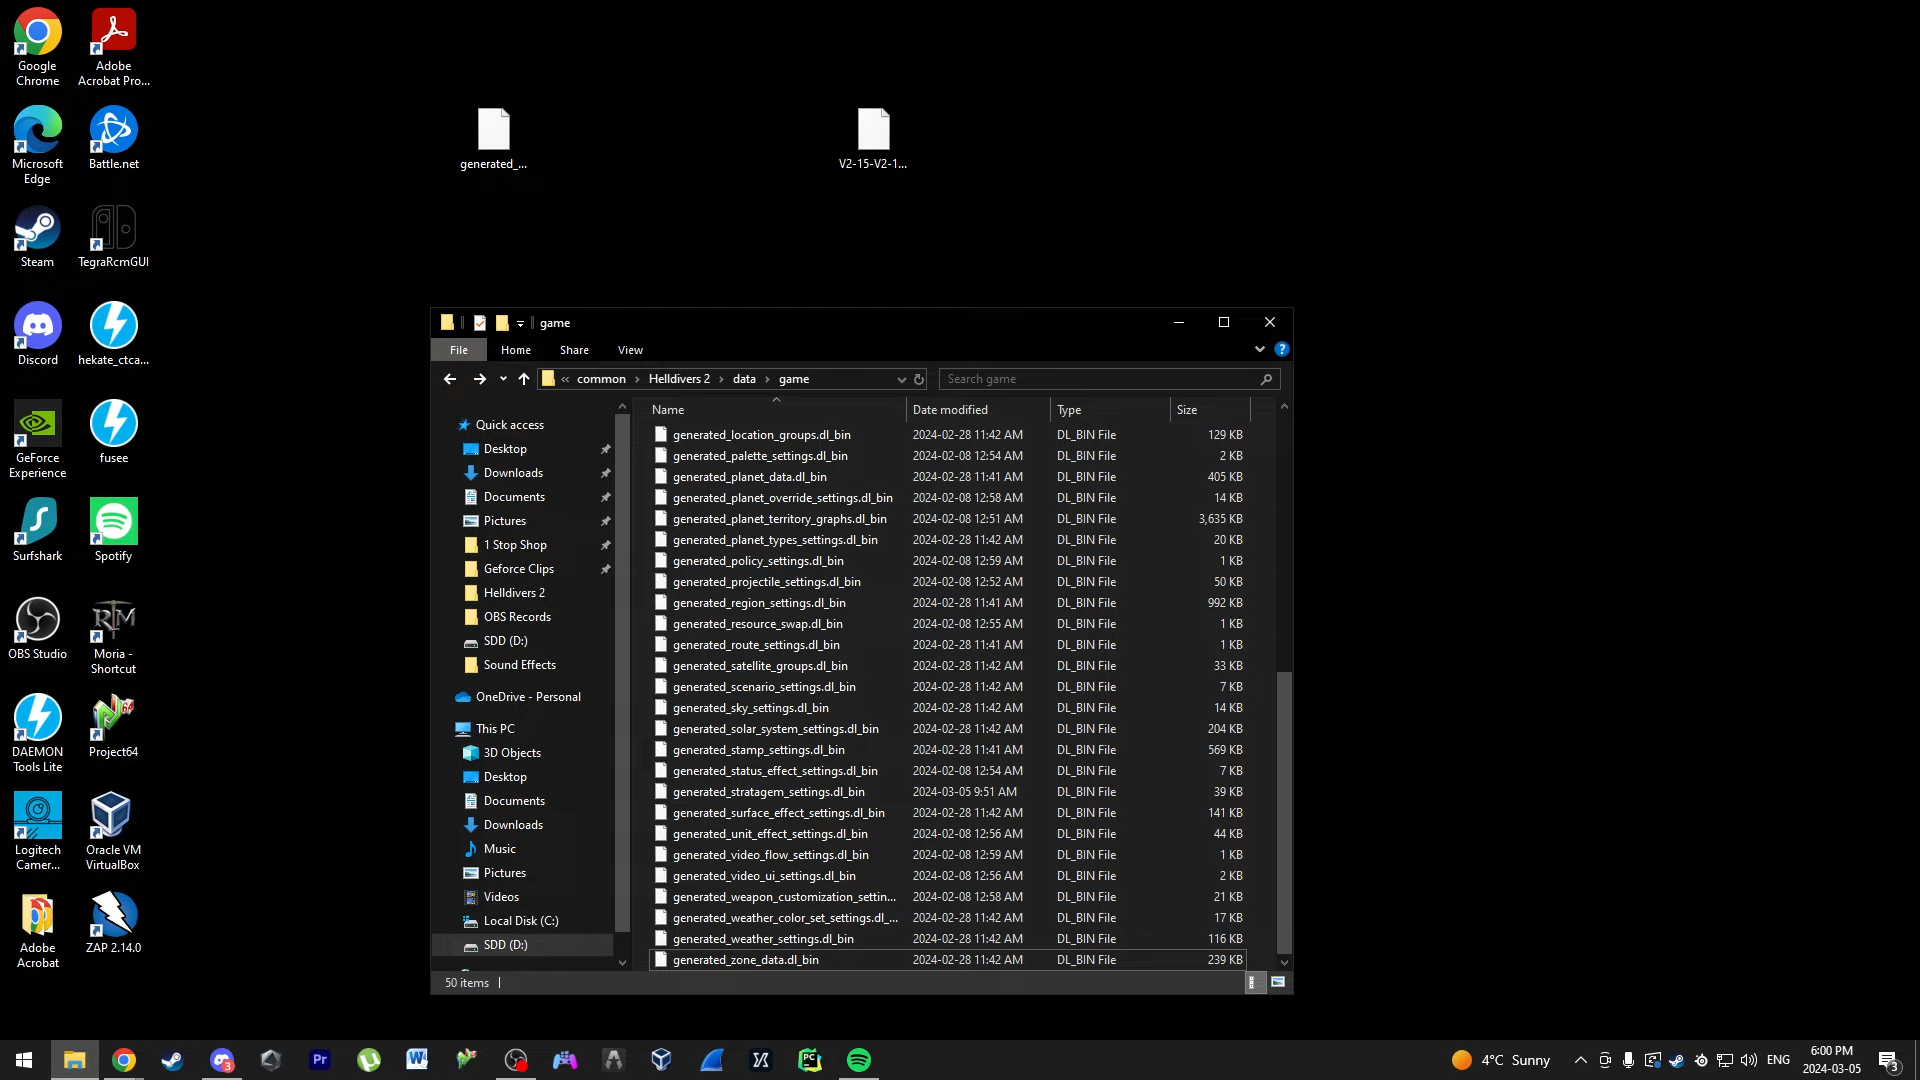 Google
Chrome
Adobe
Acrobat Pro...
Microsoft
Edge
Battle.net
Steam
TegraRcmGUI
Discord
hekate_ctca...
GeForce
Experience
fusee
Surfshark
Spotify
OBS Studio
Moria -
Shortcut
DAEMON
Tools Lite
Project64
Logitech
Camer...
Oracle VM
VirtualBox
Adobe
Acrobat
ZAP 2.14.0
generated_...
V2-15-V2-1...
game
File Home Share View
« common › Helldivers 2 › data › game
Search game
Quick access
Desktop
Downloads
Documents
Pictures
1 Stop Shop
Geforce Clips
Helldivers 2
OBS Records
SDD (D:)
Sound Effects
OneDrive - Personal
This PC
3D Objects
Desktop
Documents
Downloads
Music
Pictures
Videos
Local Disk (C:)
SDD (D:)
Name Date modified Type Size
generated_location_groups.dl_bin 2024-02-28 11:42 AM DL_BIN File 129 KB
generated_palette_settings.dl_bin 2024-02-08 12:54 AM DL_BIN File 2 KB
generated_planet_data.dl_bin 2024-02-28 11:41 AM DL_BIN File 405 KB
generated_planet_override_settings.dl_bin 2024-02-08 12:58 AM DL_BIN File 14 KB
generated_planet_territory_graphs.dl_bin 2024-02-08 12:51 AM DL_BIN File 3,635 KB
generated_planet_types_settings.dl_bin 2024-02-28 11:42 AM DL_BIN File 20 KB
generated_policy_settings.dl_bin 2024-02-08 12:59 AM DL_BIN File 1 KB
generated_projectile_settings.dl_bin 2024-02-08 12:52 AM DL_BIN File 50 KB
generated_region_settings.dl_bin 2024-02-28 11:41 AM DL_BIN File 992 KB
generated_resource_swap.dl_bin 2024-02-08 12:55 AM DL_BIN File 1 KB
generated_route_settings.dl_bin 2024-02-28 11:41 AM DL_BIN File 1 KB
generated_satellite_groups.dl_bin 2024-02-28 11:42 AM DL_BIN File 33 KB
generated_scenario_settings.dl_bin 2024-02-28 11:42 AM DL_BIN File 7 KB
generated_sky_settings.dl_bin 2024-02-28 11:42 AM DL_BIN File 14 KB
generated_solar_system_settings.dl_bin 2024-02-28 11:42 AM DL_BIN File 204 KB
generated_stamp_settings.dl_bin 2024-02-28 11:41 AM DL_BIN File 569 KB
generated_status_effect_settings.dl_bin 2024-02-08 12:54 AM DL_BIN File 7 KB
generated_stratagem_settings.dl_bin 2024-03-05 9:51 AM DL_BIN File 39 KB
generated_surface_effect_settings.dl_bin 2024-02-28 11:42 AM DL_BIN File 141 KB
generated_unit_effect_settings.dl_bin 2024-02-08 12:56 AM DL_BIN File 44 KB
generated_video_flow_settings.dl_bin 2024-02-08 12:59 AM DL_BIN File 1 KB
generated_video_ui_settings.dl_bin 2024-02-08 12:56 AM DL_BIN File 2 KB
generated_weapon_customization_settin... 2024-02-08 12:58 AM DL_BIN File 21 KB
generated_weather_color_set_settings.dl_... 2024-02-28 11:42 AM DL_BIN File 17 KB
generated_weather_settings.dl_bin 2024-02-28 11:42 AM DL_BIN File 116 KB
generated_zone_data.dl_bin 2024-02-28 11:42 AM DL_BIN File 239 KB
50 items
4°C Sunny
ENG
6:00 PM
2024-03-05
3